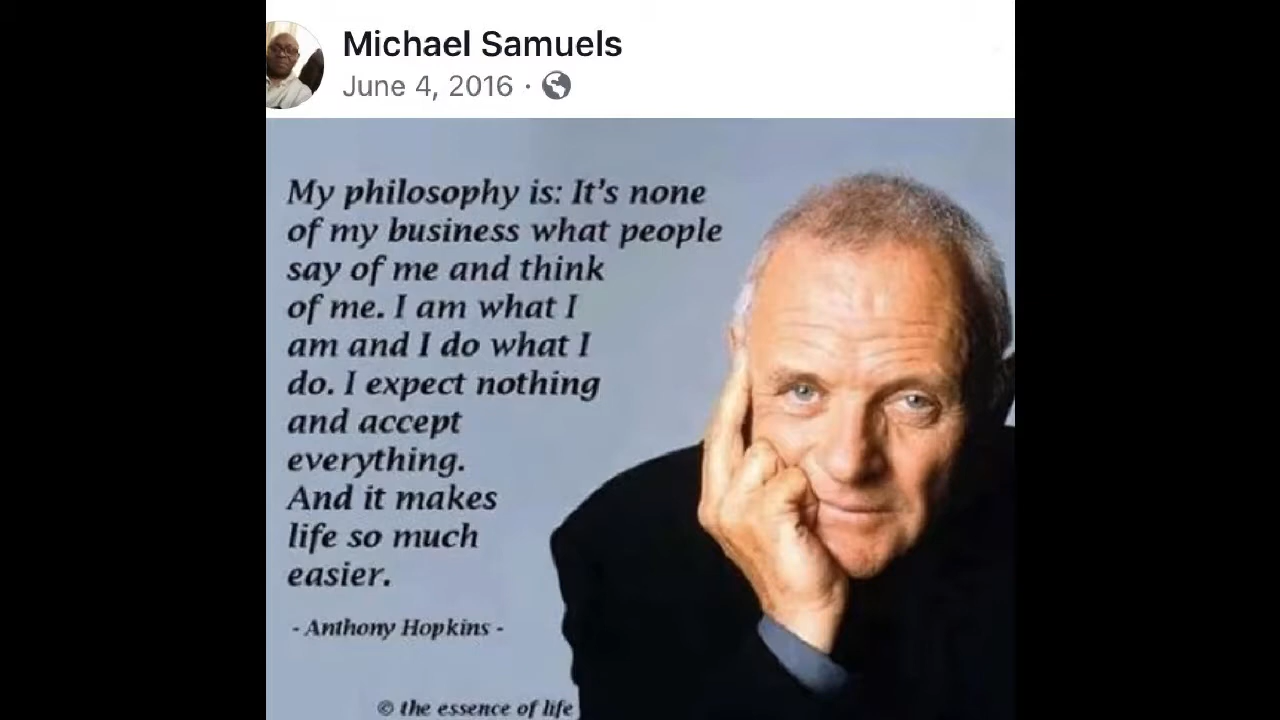 Michael Samuels
June 4, 2016 ·
My philosophy is: It's none
of my business what people
say of me and think
of me. I am what I
am and I do what I
do. I expect nothing
and accept
everything.
And it makes
life so much
easier.
- Anthony Hopkins -
© the essence of life